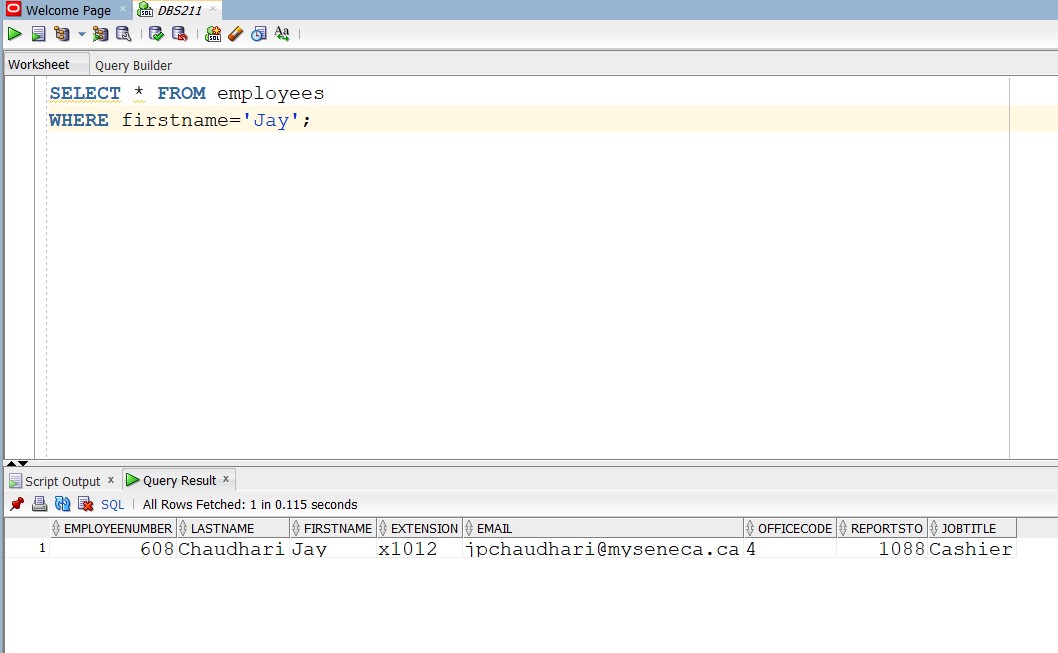 Welcome Page × DBS211 ×
Worksheet Query Builder
SELECT * FROM employees
WHERE firstname='Jay';
Script Output × Query Result ×
SQL | All Rows Fetched: 1 in 0.115 seconds
EMPLOYEENUMBER LASTNAME FIRSTNAME EXTENSION EMAIL OFFICECODE REPORTSTO JOBTITLE
1 608 Chaudhari Jay x1012 jpchaudhari@myseneca.ca 4 1088 Cashier